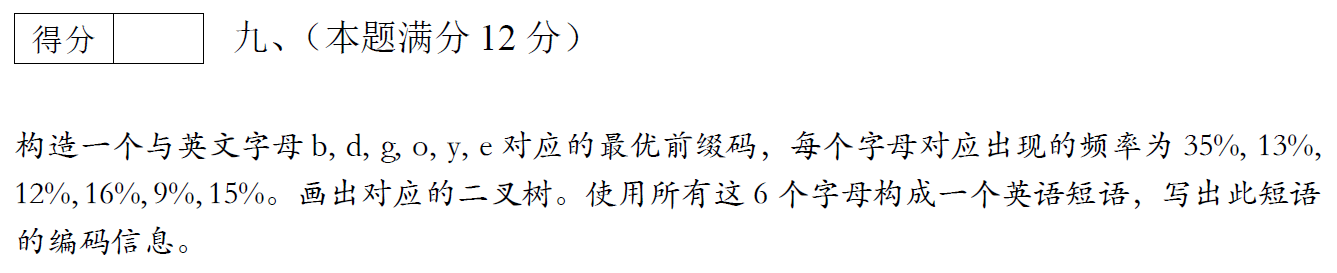 得分 九、（本题满分 12 分）
构造一个与英文字母 b, d, g, o, y, e 对应的最优前缀码，每个字母对应出现的频率为 35%, 13%,
12%, 16%, 9%, 15%。画出对应的二叉树。使用所有这 6 个字母构成一个英语短语，写出此短语
的编码信息。